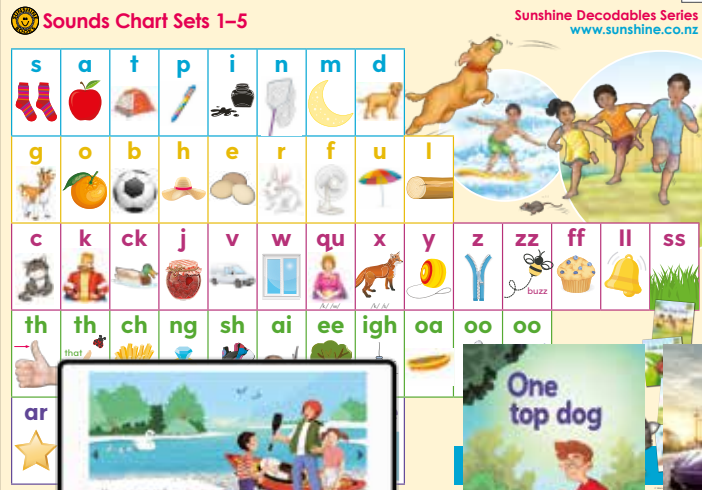 Sounds Chart Sets 1–5
Sunshine Decodables Series
www.sunshine.co.nz
s a t p i n m d
g o b h e r f u l
c k ck j v w qu x y z zz ff ll ss
/k/ /w/ /k/ /s/ buzz
th th ch ng sh ai ee igh oa oo oo
that
ar
One
top dog